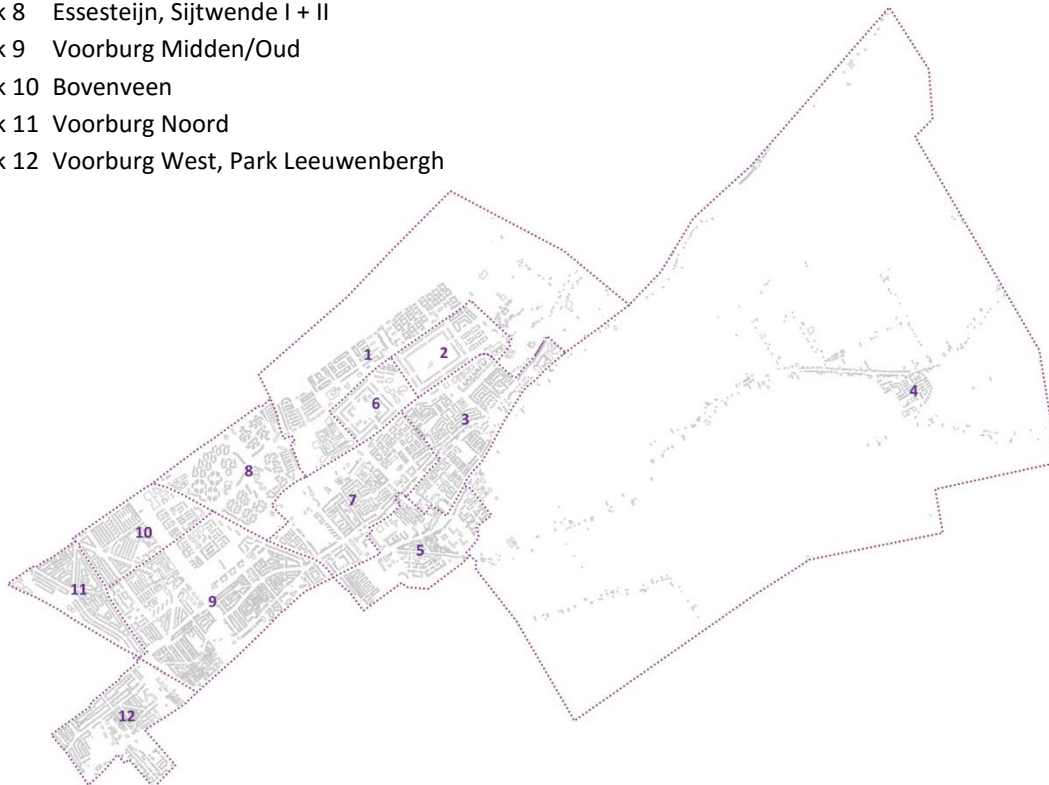 k 8 Essesteijn, Sijtwende I + II
k 9 Voorburg Midden/Oud
k 10 Bovenveen
k 11 Voorburg Noord
k 12 Voorburg West, Park Leeuwenbergh
1
2
6
3
4
8
7
10
5
11
9
12